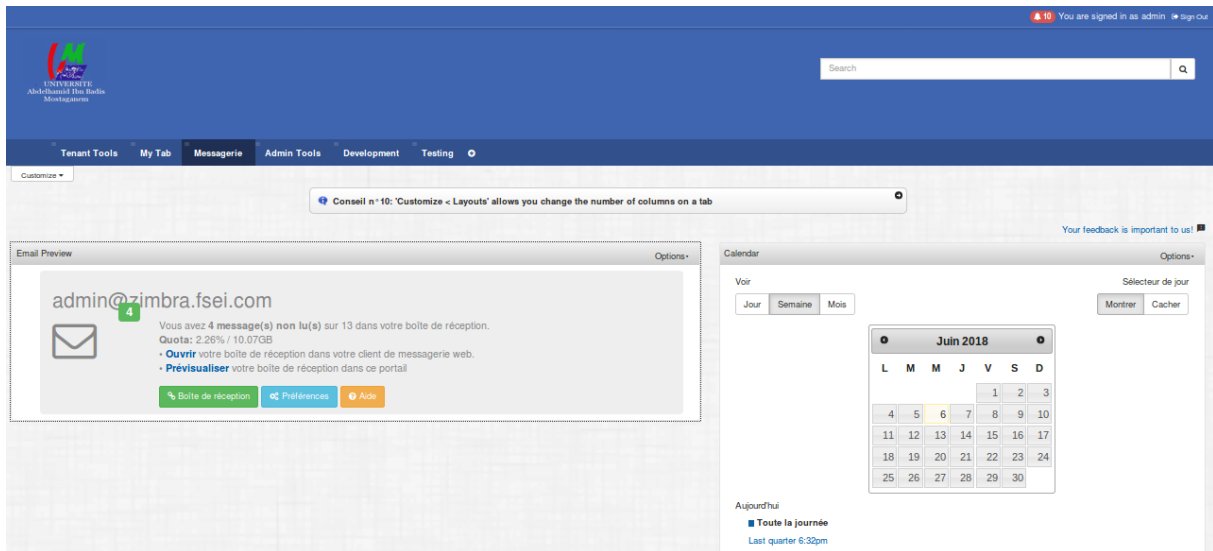 10 You are signed in as admin Sign Out
UNIVERSITE
Abdelhamid Ibn Badis
Mostaganem
Search
Tenant Tools My Tab Messagerie Admin Tools Development Testing
Customize
Conseil n°10: 'Customize < Layouts' allows you change the number of columns on a tab
Your feedback is important to us!
Email Preview Options
admin@zimbra.fsei.com
4
Vous avez 4 message(s) non lu(s) sur 13 dans votre boîte de réception.
Quota: 2.26% / 10.07GB
• Ouvrir votre boîte de réception dans votre client de messagerie web.
• Prévisualiser votre boîte de réception dans ce portail
Boîte de réception Préférences Aide
Calendar Options
Voir Sélecteur de jour
Jour Semaine Mois Montrer Cacher
Juin 2018
L M M J V S D
1 2 3
4 5 6 7 8 9 10
11 12 13 14 15 16 17
18 19 20 21 22 23 24
25 26 27 28 29 30
Aujourd'hui
Toute la journée
Last quarter 6:32pm